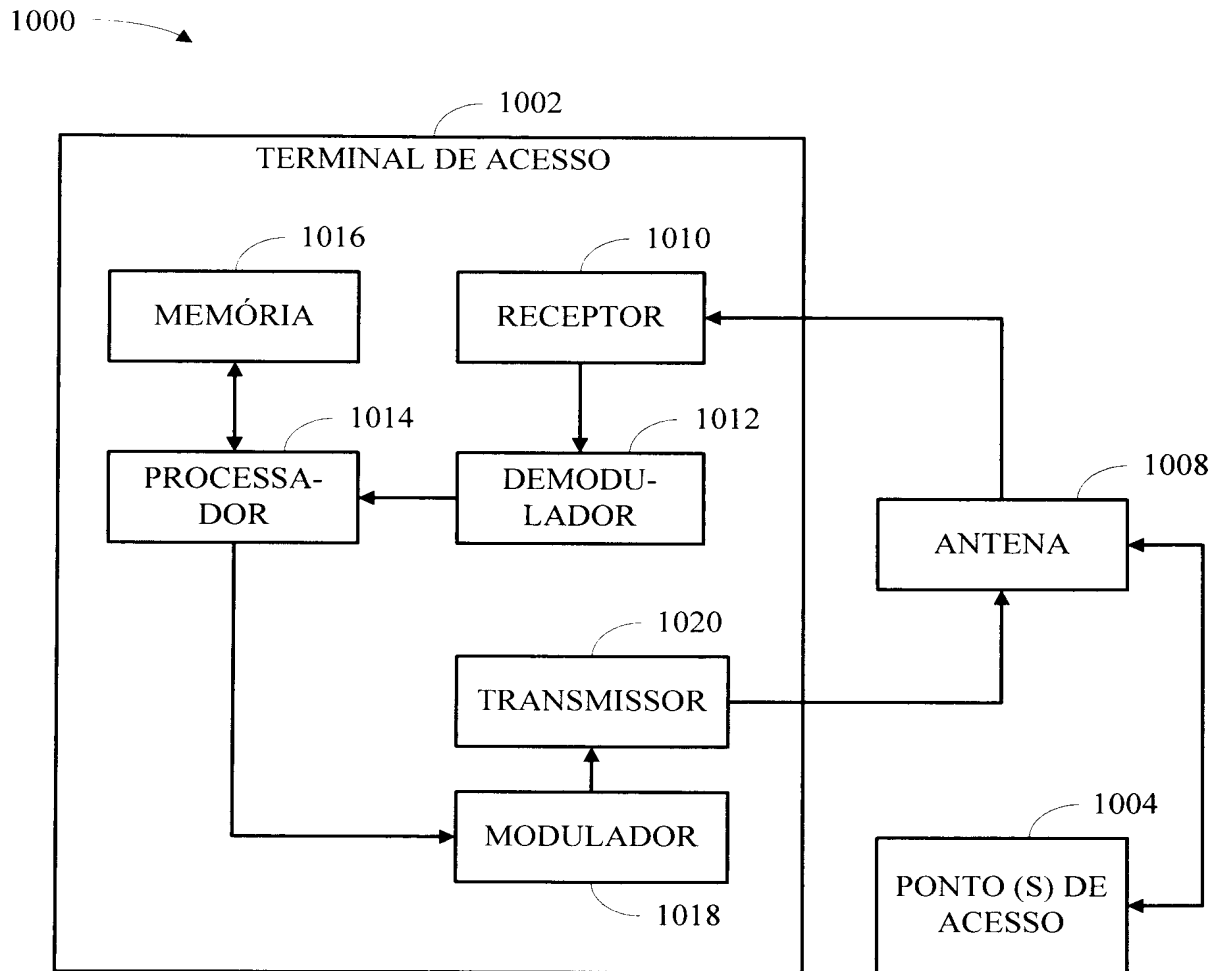 1000
1002
TERMINAL DE ACESSO
1016
1010
MEMÓRIA
RECEPTOR
1014
1012
PROCESSA-
DOR
DEMODU-
LADOR
1008
ANTENA
1020
TRANSMISSOR
MODULADOR
1018
1004
PONTO (S) DE
ACESSO